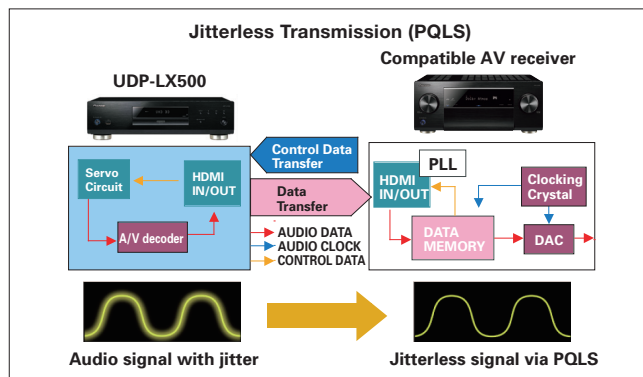 Jitterless Transmission (PQLS)
Compatible AV receiver
UDP-LX500
Control Data
Transfer
Servo
Circuit
HDMI
IN/OUT
A/V decoder
Data
Transfer
AUDIO DATA
AUDIO CLOCK
CONTROL DATA
HDMI
IN/OUT
PLL
Clocking
Crystal
DATA
MEMORY
DAC
Audio signal with jitter
Jitterless signal via PQLS